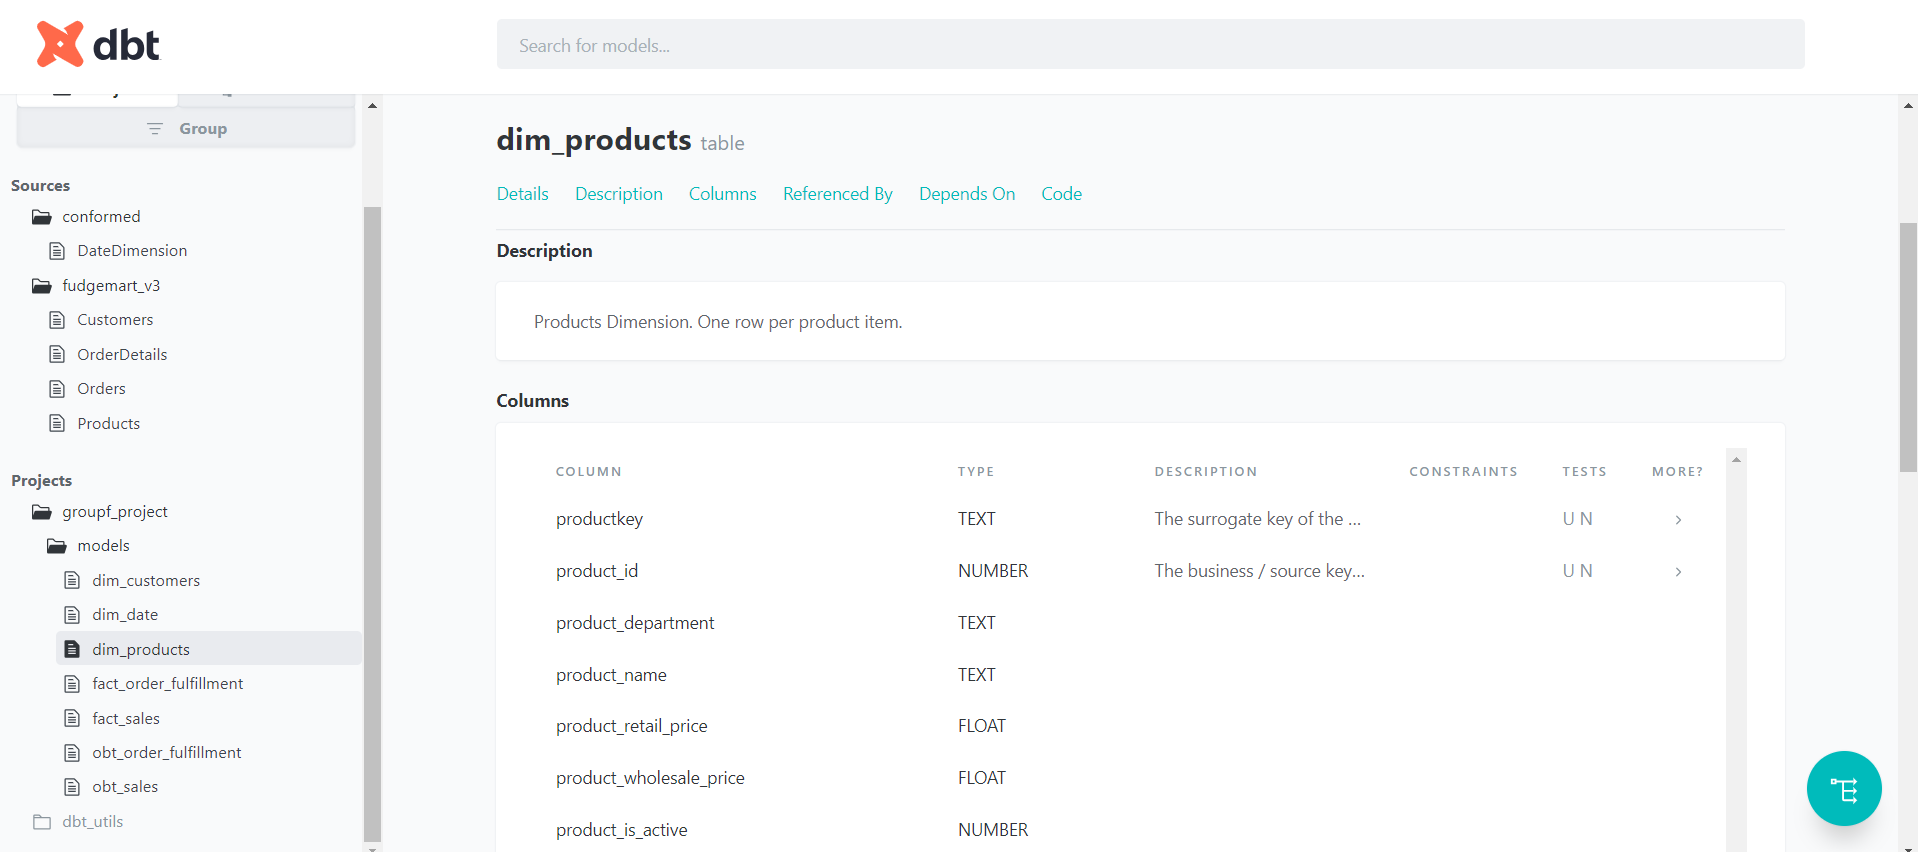 dbt
Search for models...
Group
Sources
conformed
DateDimension
fudgemart_v3
Customers
OrderDetails
Orders
Products
Projects
groupf_project
models
dim_customers
dim_date
dim_products
fact_order_fulfillment
fact_sales
obt_order_fulfillment
obt_sales
dbt_utils
dim_products table
Details Description Columns Referenced By Depends On Code
Description
Products Dimension. One row per product item.
Columns
COLUMN TYPE DESCRIPTION CONSTRAINTS TESTS MORE?
productkey TEXT The surrogate key of the ... U N
product_id NUMBER The business / source key... U N
product_department TEXT
product_name TEXT
product_retail_price FLOAT
product_wholesale_price FLOAT
product_is_active NUMBER